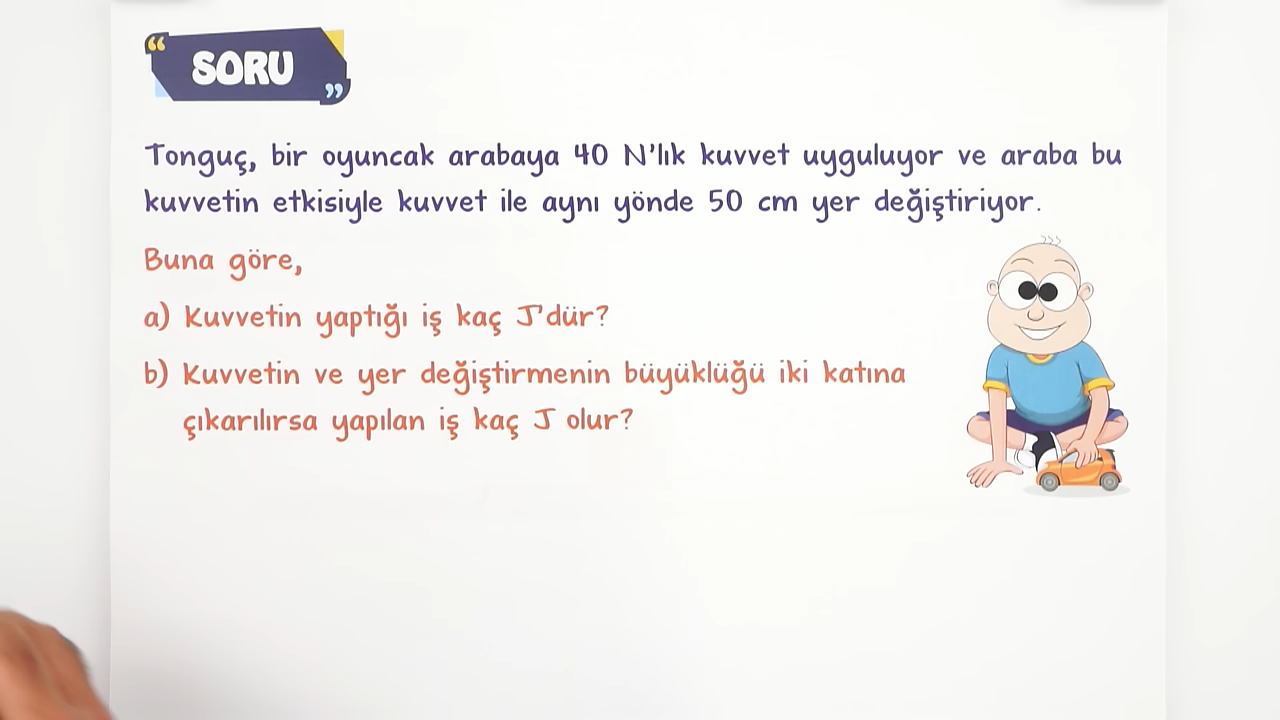 “ SORU ”
Tonguç, bir oyuncak arabaya 40 N’lık kuvvet uyguluyor ve araba bu
kuvvetin etkisiyle kuvvet ile aynı yönde 50 cm yer değiştiriyor.
Buna göre,
a) Kuvvetin yaptığı iş kaç J’dür?
b) Kuvvetin ve yer değiştirmenin büyüklüğü iki katına
çıkarılırsa yapılan iş kaç J olur?